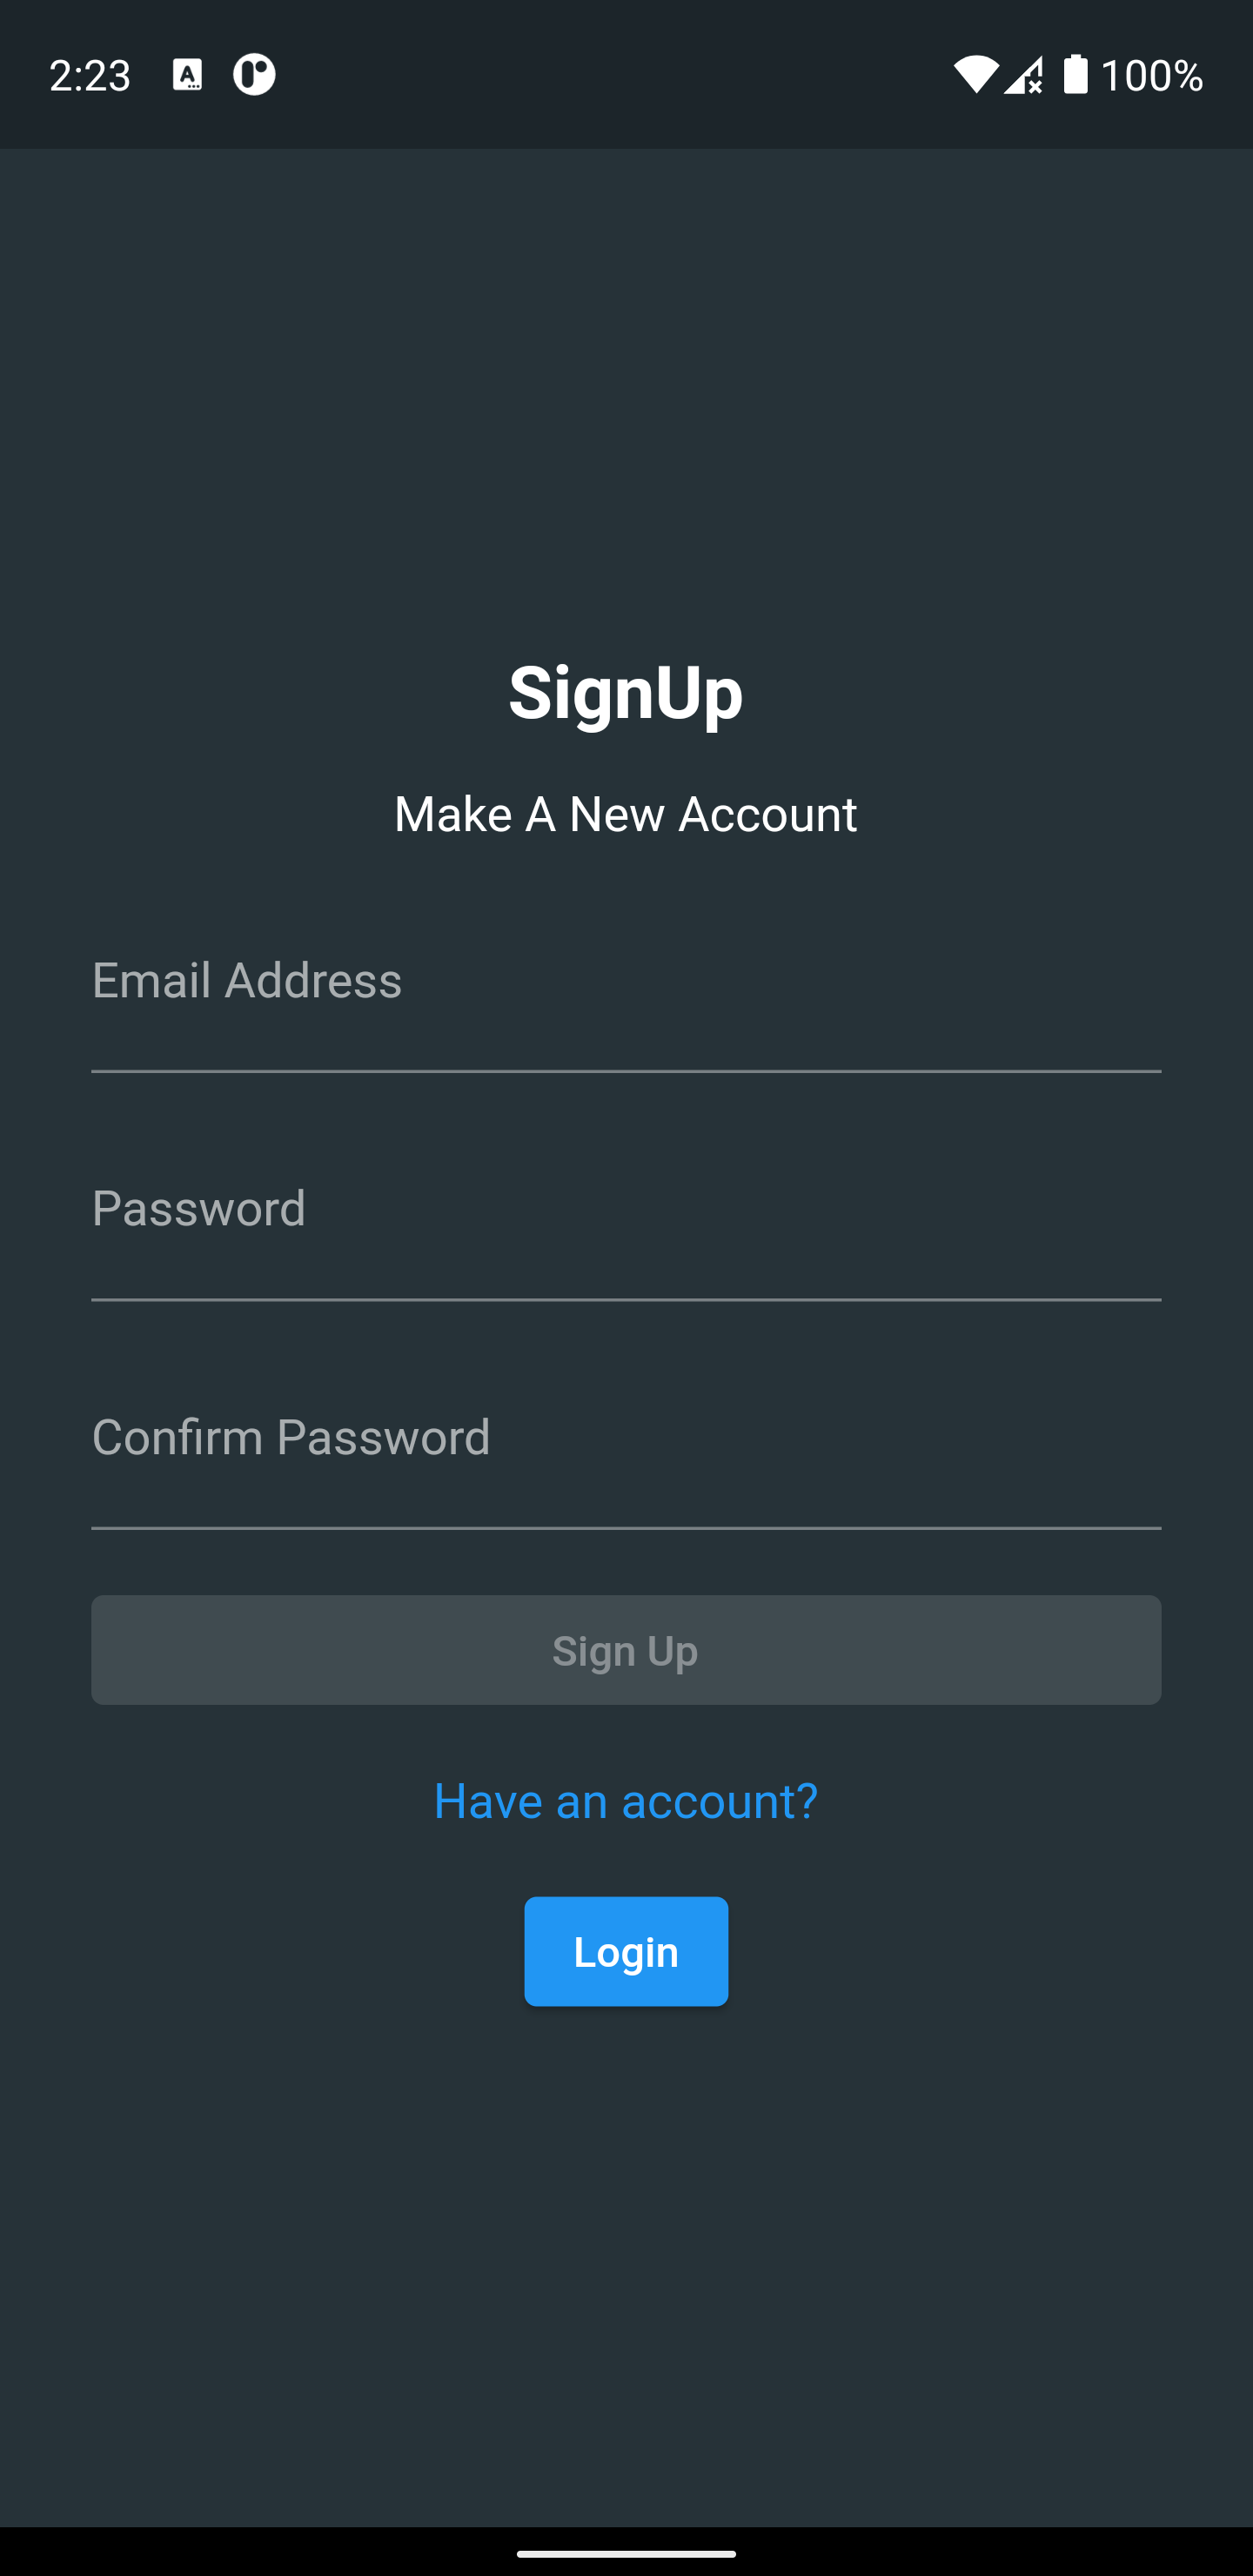 2:23 A 100%
SignUp
Make A New Account
Email Address
Password
Confirm Password
Sign Up
Have an account?
Login